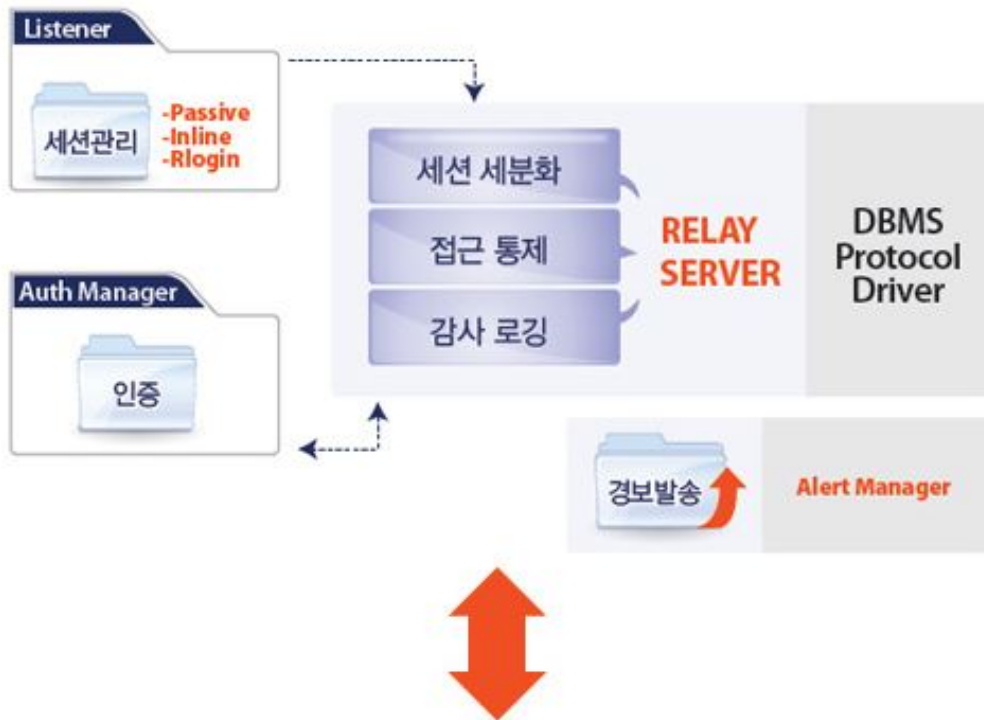 Listener
세션관리
-Passive
-Inline
-Rlogin
세션 세분화
접근 통제
감사 로깅
RELAY
SERVER
DBMS
Protocol
Driver
Auth Manager
인증
경보발송
Alert Manager